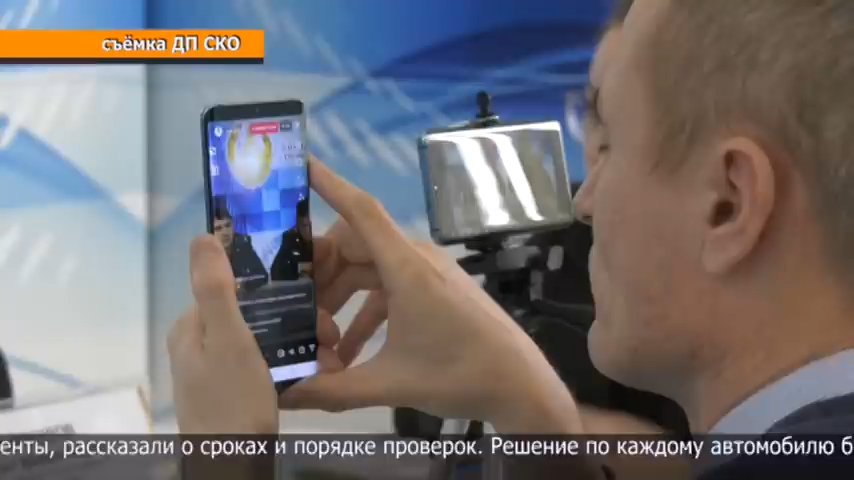 съёмка ДП СКО
енты, рассказали о сроках и порядке проверок. Решение по каждому автомобилю б